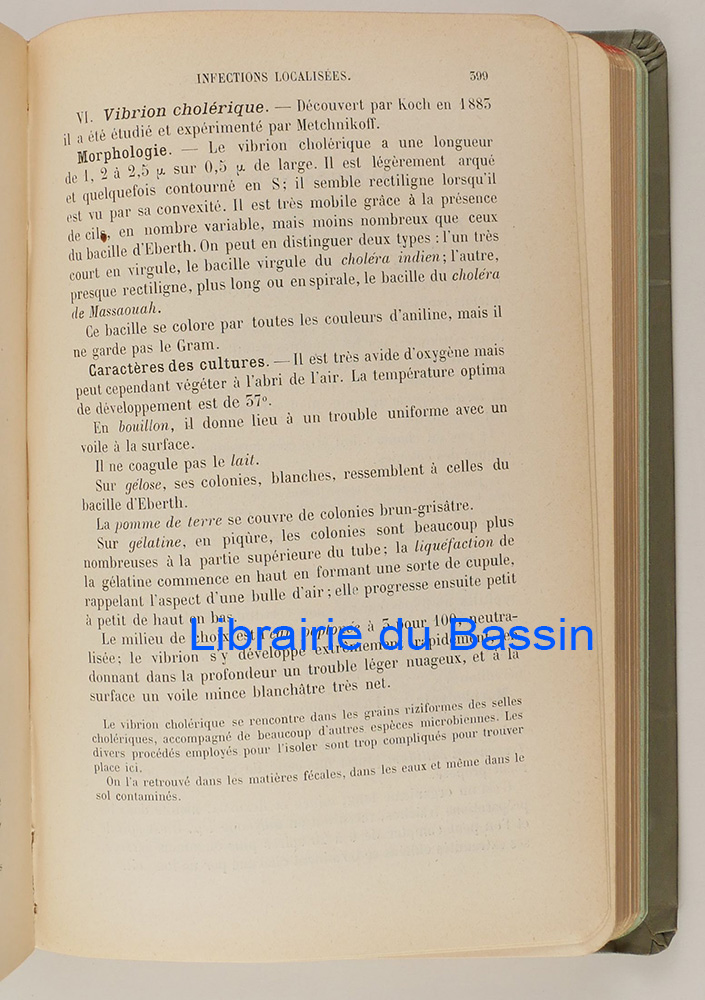 INFECTIONS LOCALISÉES. 399
VI. Vibrion cholérique. — Découvert par Koch en 1883
il a été étudié et expérimenté par Metchnikoff.
Morphologie. — Le vibrion cholérique a une longueur
de 1, 2 à 2,5 μ sur 0,5 μ de large. Il est légèrement arqué
et quelquefois contourné en S; il semble rectiligne lorsqu'il
est vu par sa convexité. Il est très mobile grâce à la présence
de cils, en nombre variable, mais moins nombreux que ceux
du bacille d'Eberth. On peut en distinguer deux types : l'un très
court en virgule, le bacille virgule du choléra indien; l'autre,
presque rectiligne, plus long ou en spirale, le bacille du choléra
de Massaouah.
Ce bacille se colore par toutes les couleurs d'aniline, mais il
ne garde pas le Gram.
Caractères des cultures. — Il est très avide d'oxygène mais
peut cependant végéter à l'abri de l'air. La température optima
de développement est de 37°.
En bouillon, il donne lieu à un trouble uniforme avec un
voile à la surface.
Il ne coagule pas le lait.
Sur gélose, ses colonies, blanches, ressemblent à celles du
bacille d'Eberth.
La pomme de terre se couvre de colonies brun-grisâtre.
Sur gélatine, en piqûre, les colonies sont beaucoup plus
nombreuses à la partie supérieure du tube; la liquéfaction de
la gélatine commence en haut en formant une sorte de cupule,
rappelant l'aspect d'une bulle d'air; elle progresse ensuite petit
à petit de haut en bas.
Le milieu de choix est l'eau peptonée à 3 pour 100, neutra-
lisée; le vibrion s'y développe extrêmement rapidement, en
donnant dans la profondeur un trouble léger nuageux, et à la
surface un voile mince blanchâtre très net.
Le vibrion cholérique se rencontre dans les grains riziformes des selles
cholériques, accompagné de beaucoup d'autres espèces microbiennes. Les
divers procédés employés pour l'isoler sont trop compliqués pour trouver
place ici.
On l'a retrouvé dans les matières fécales, dans les eaux et même dans le
sol contaminés.
Librairie du Bassin